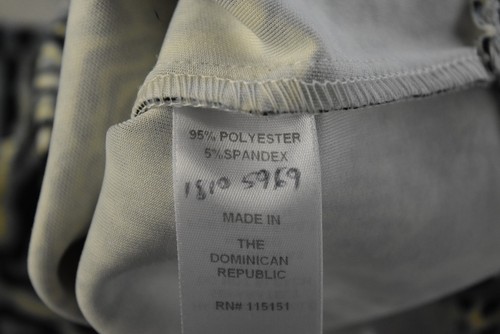 95% POLYESTER
5% SPANDEX
1810 5969
MADE IN
THE
DOMINICAN
REPUBLIC
RN# 115151